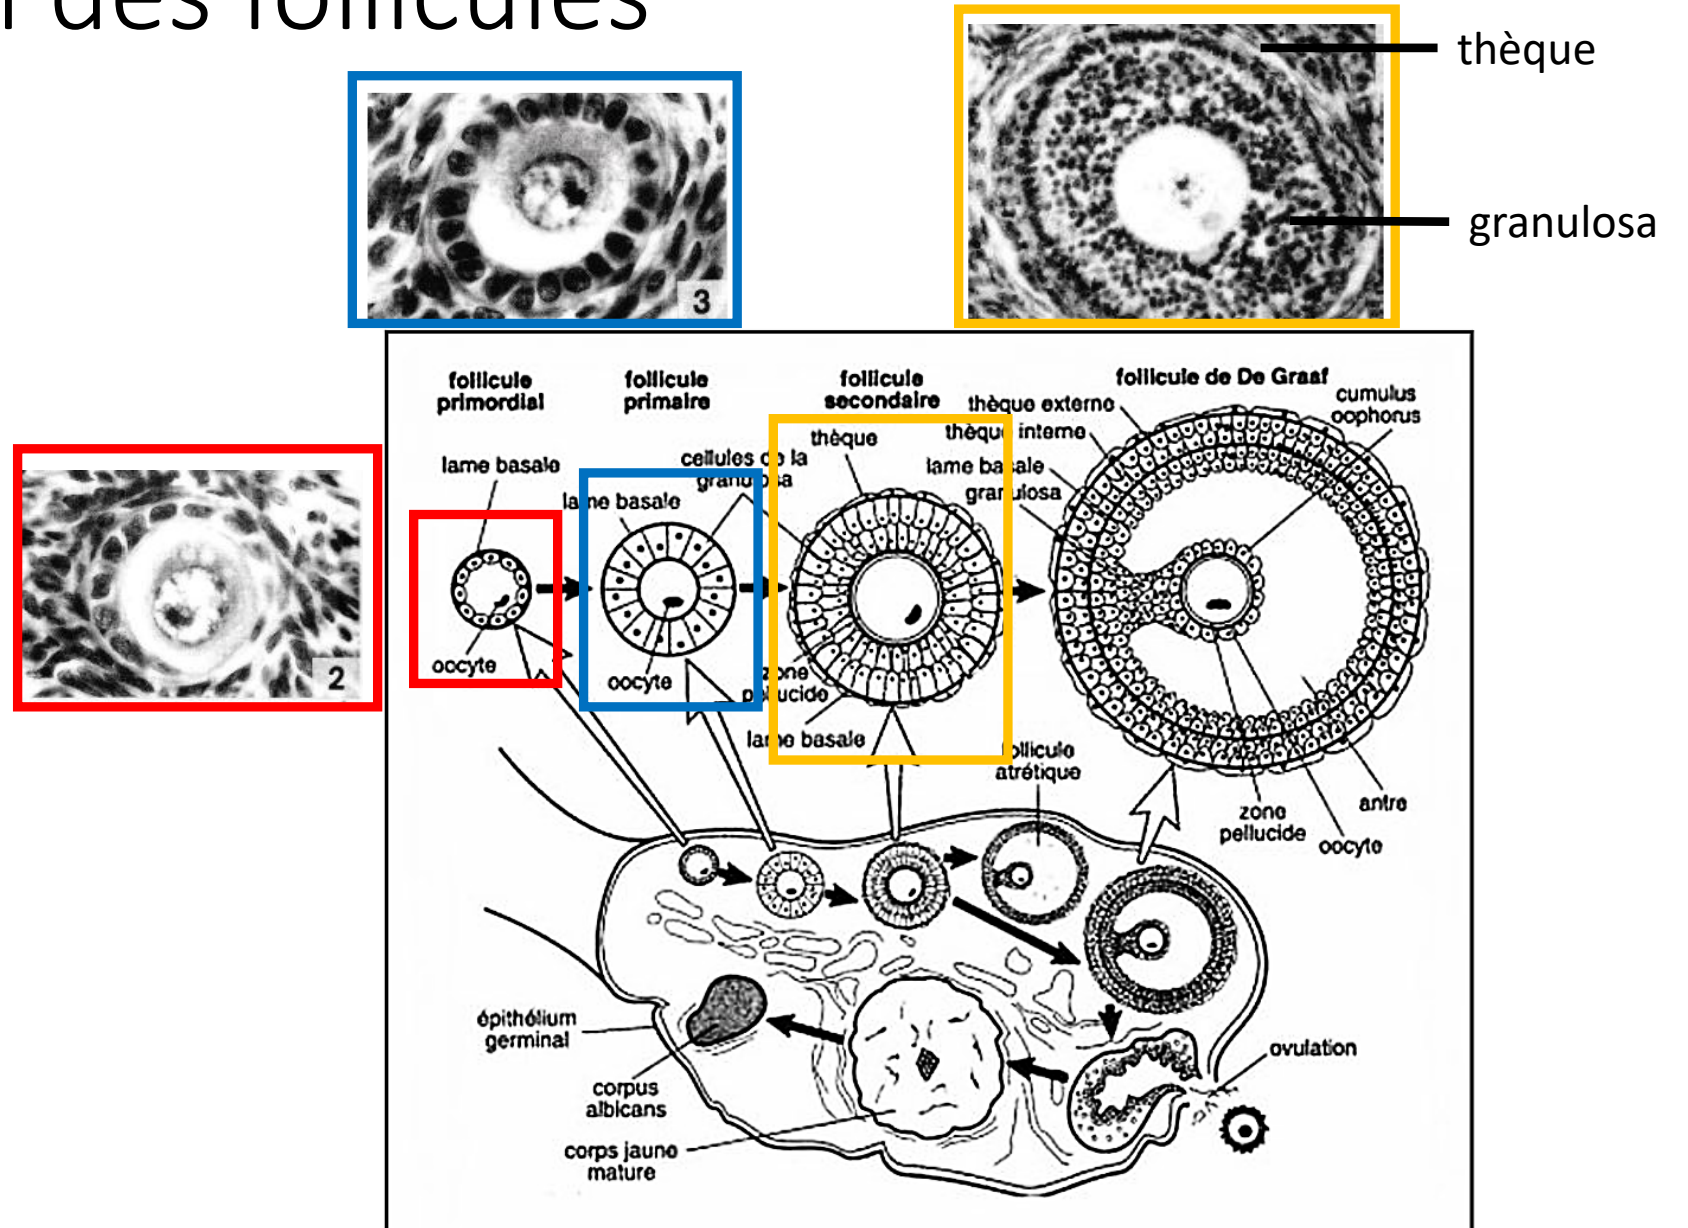 des follicules
thèque
granulosa
3
2
follicule
primordial
follicule
primaire
follicule
secondaire
follicule de De Graaf
lame basale
oocyte
lame basale
oocyte
cellules de la
granulosa
thèque
zone
pellucide
lame basale
thèque externe
thèque interne
lame basale
granulosa
cumulus
oophorus
zone
pellucide
oocyte
antre
follicule
atrétique
épithélium
germinal
corpus
albicans
corps jaune
mature
ovulation